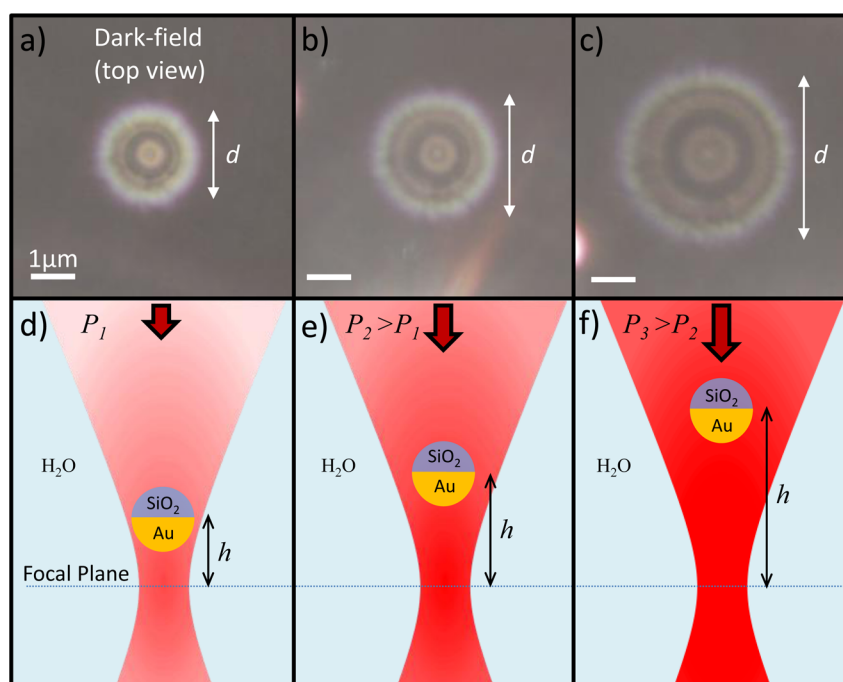 a)
Dark-field
(top view)
d
1μm
b)
d
c)
d
d)
P₁
SiO₂
Au
H₂O
h
Focal Plane
e)
P₂ >P₁
SiO₂
Au
H₂O
h
f)
P₃ >P₂
SiO₂
Au
H₂O
h